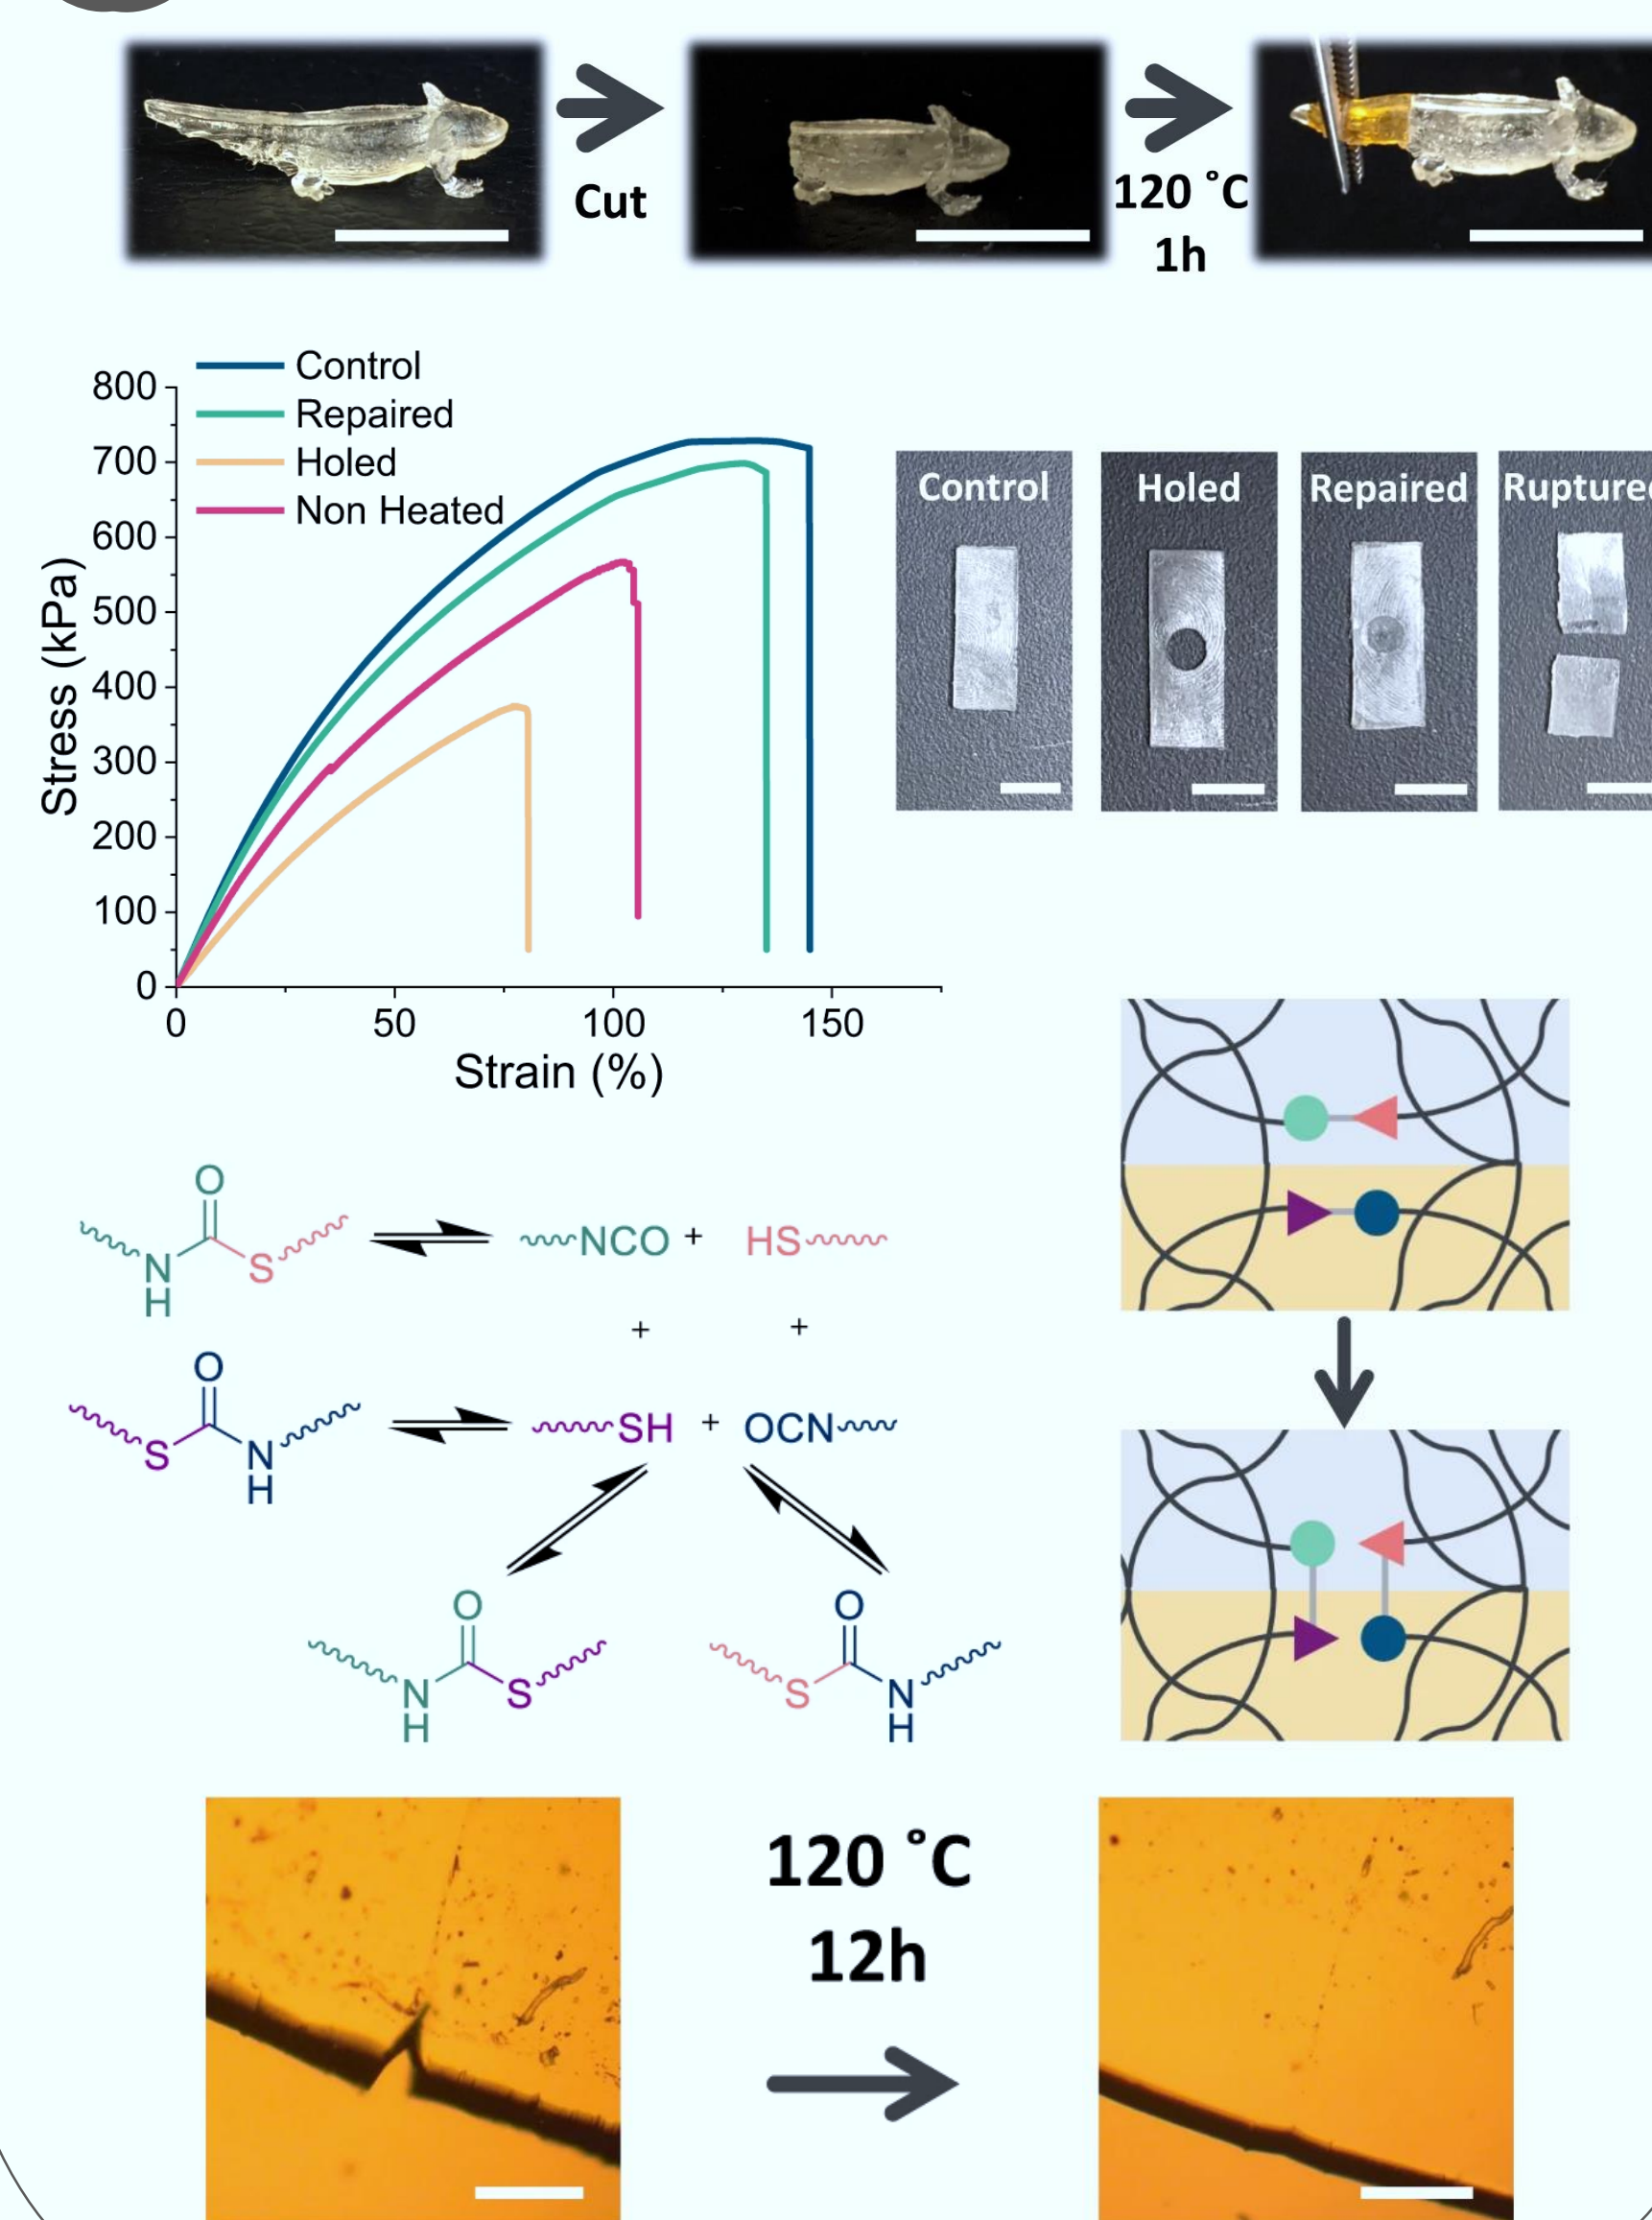 Cut
120 ˚C
1h
Control
Repaired
Holed
Non Heated
800
700
600
500
400
300
200
100
0
0
50
100
150
Stress (kPa)
Strain (%)
Control
Holed
Repaired
Rupture
O
N
H
S
NCO
+
HS
+
+
O
S
N
H
SH
+
OCN
O
N
H
S
O
S
N
H
120 ˚C
12h